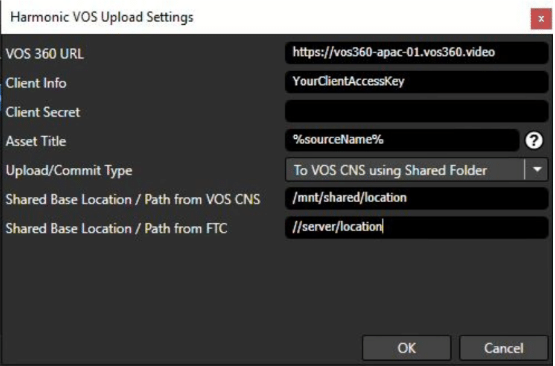 Harmonic VOS Upload Settings
x
VOS 360 URL https://vos360-apac-01.vos360.video
Client Info YourClientAccessKey
Client Secret
Asset Title %sourceName% ?
Upload/Commit Type To VOS CNS using Shared Folder
Shared Base Location / Path from VOS CNS /mnt/shared/location
Shared Base Location / Path from FTC //server/location
OK Cancel